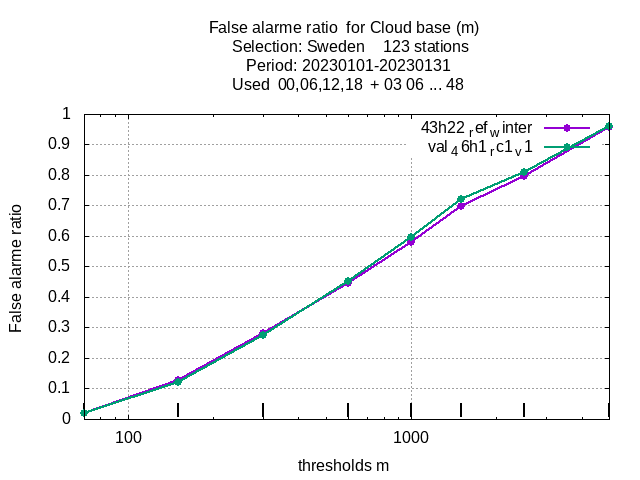 False alarme ratio for Cloud base (m)
Selection: Sweden 123 stations
Period: 20230101-20230131
Used 00,06,12,18 + 03 06 ... 48
43h22 ref winter
val 46h1 rc1 v1
1
0.9
0.8
0.7
0.6
0.5
0.4
0.3
0.2
0.1
0
False alarme ratio
100 1000
thresholds m